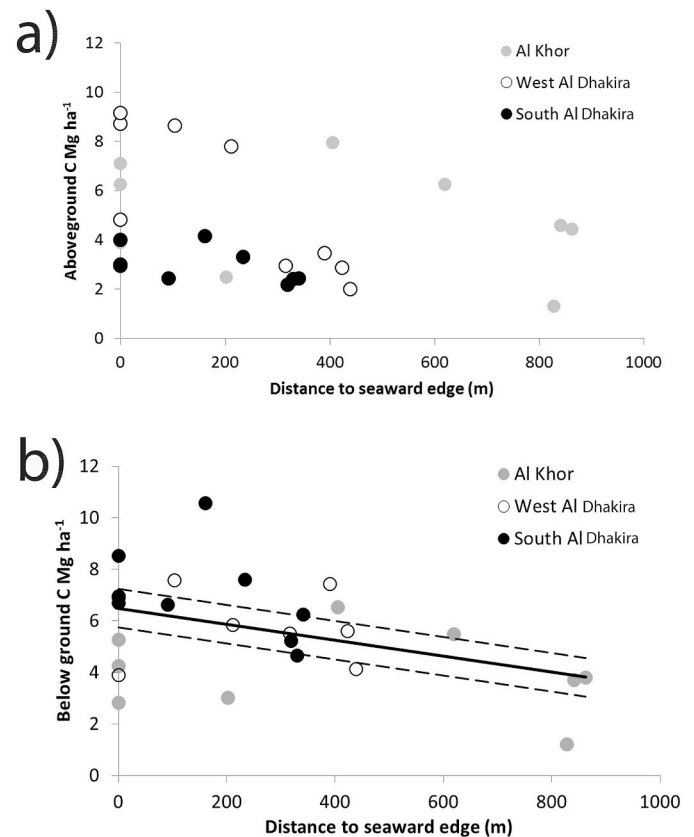 a)
12
10
8
6
4
2
0
0 200 400 600 800 1000
Aboveground C Mg ha⁻¹
Distance to seaward edge (m)
Al Khor
West Al Dhakira
South Al Dhakira
b)
12
10
8
6
4
2
0
0 200 400 600 800 1000
Below ground C Mg ha⁻¹
Distance to seaward edge (m)
Al Khor
West Al Dhakira
South Al Dhakira